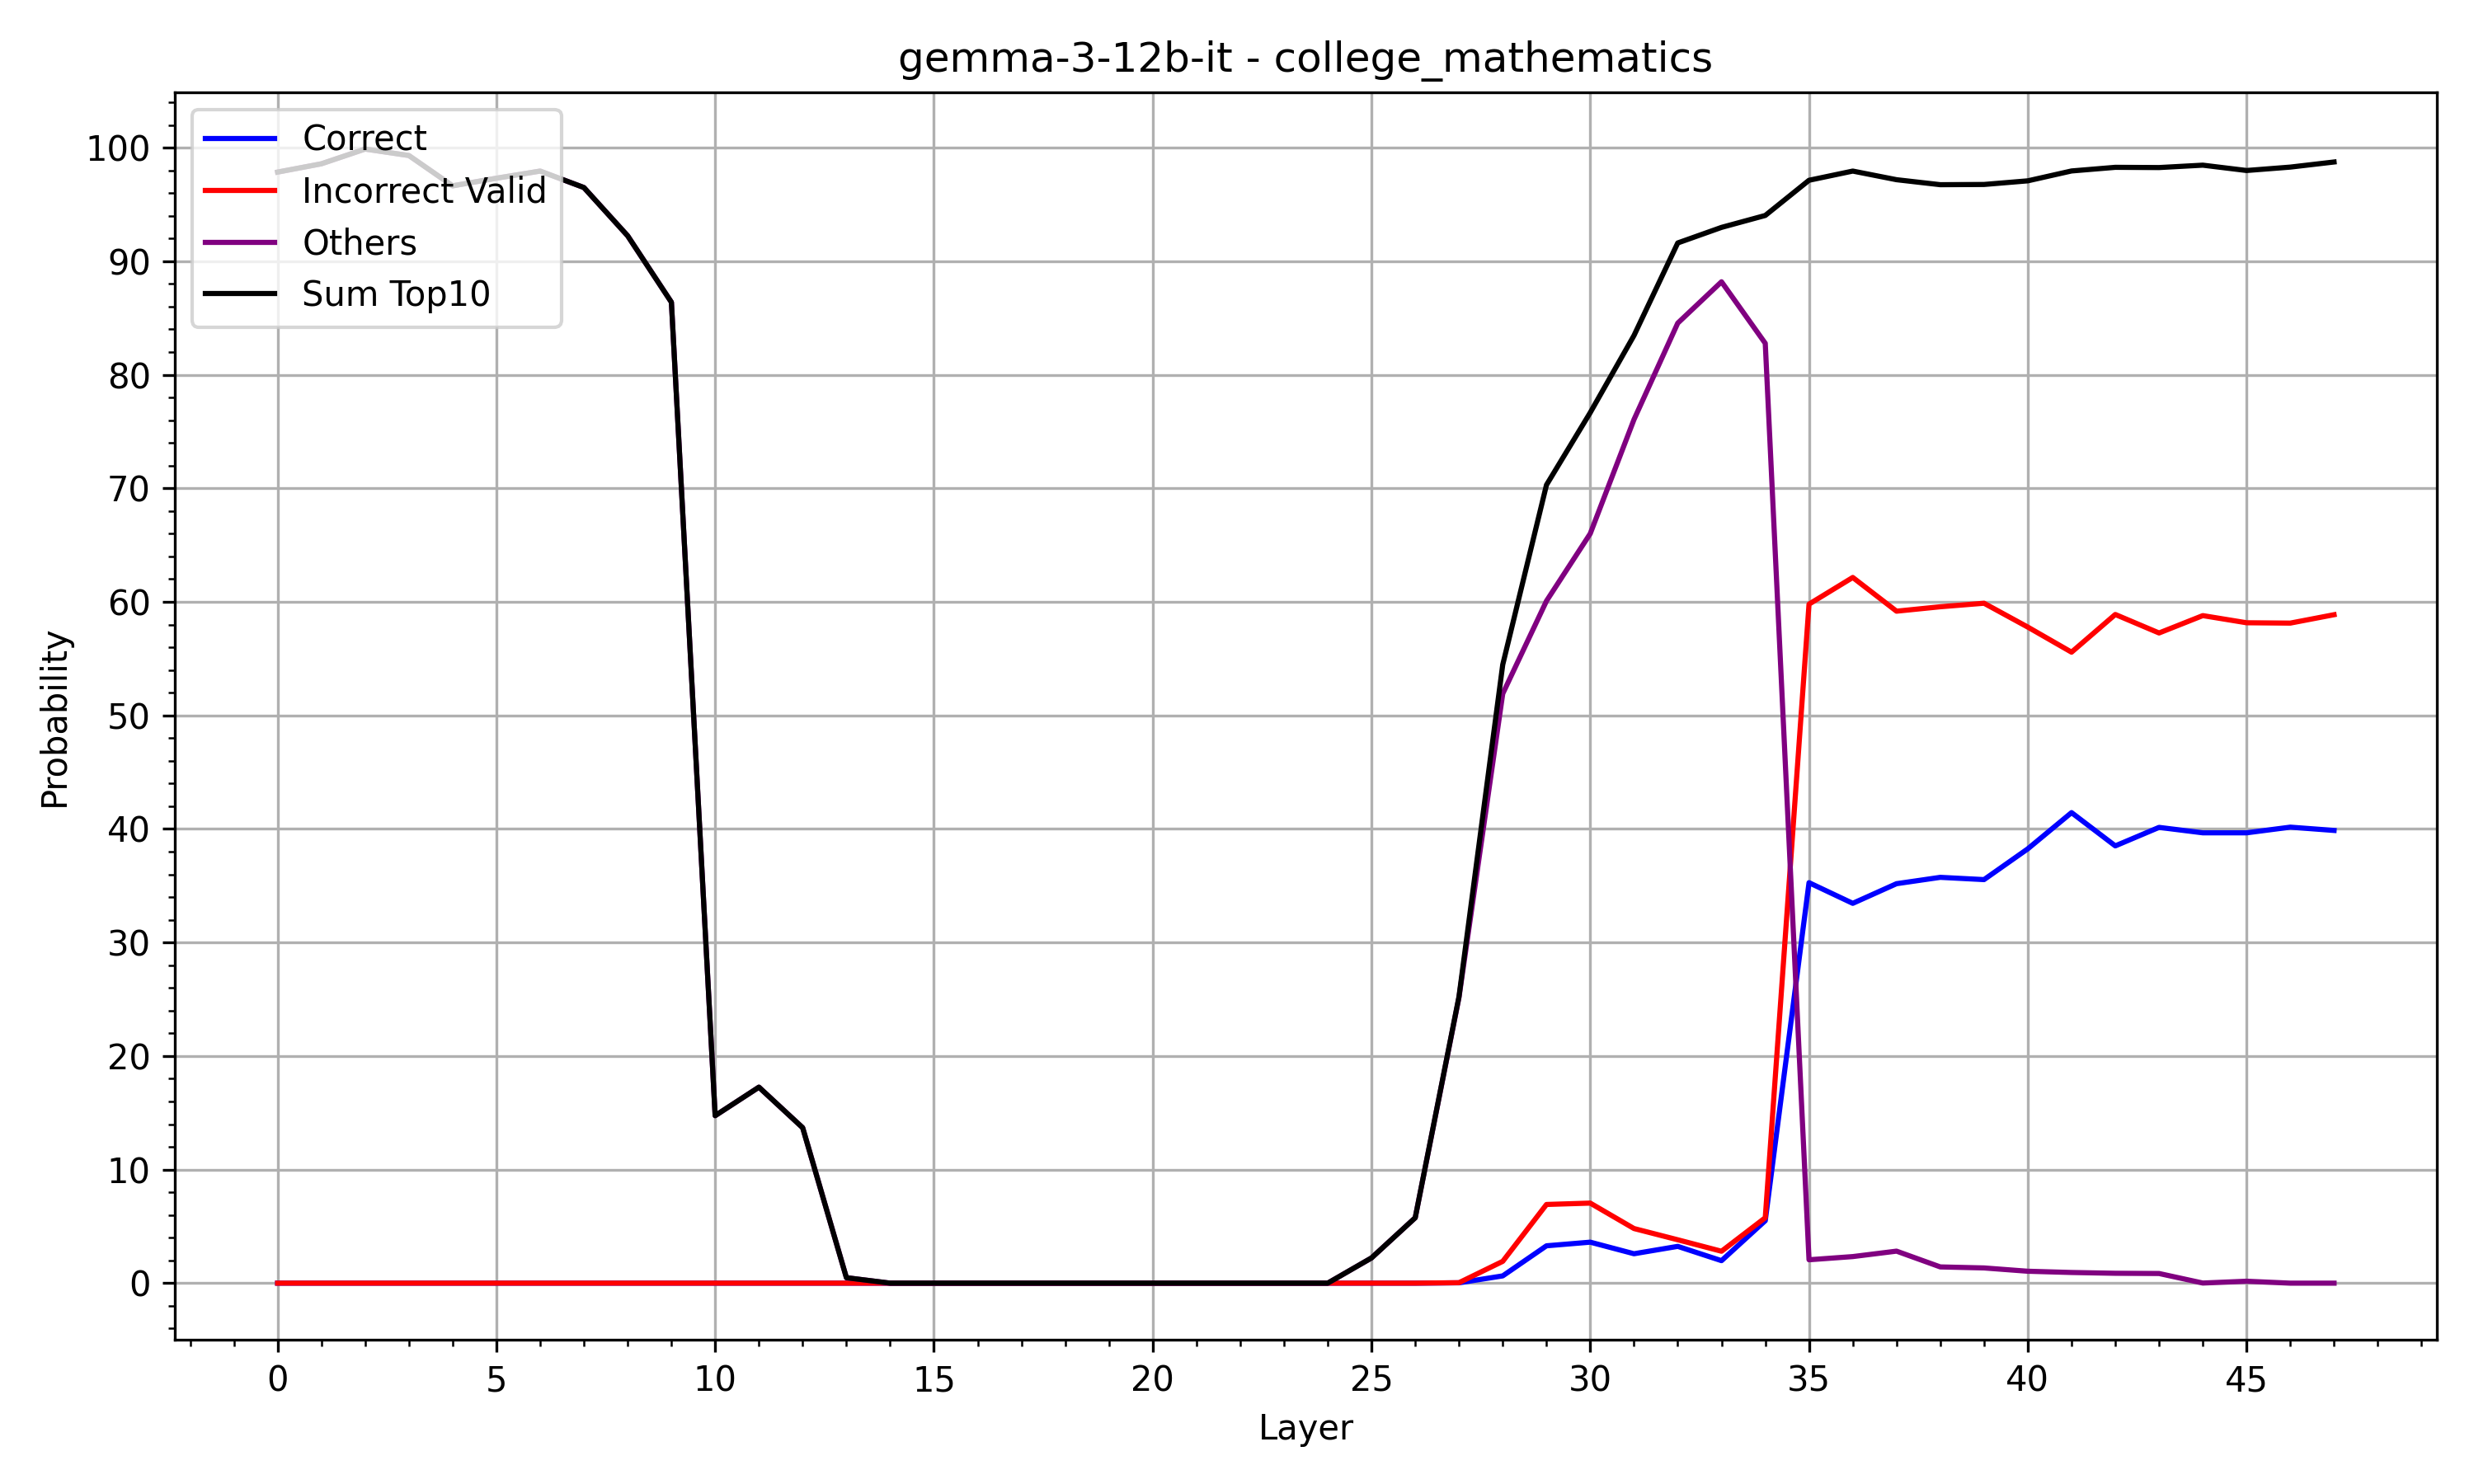 gemma-3-12b-it - college_mathematics
Correct
Incorrect Valid
Others
Sum Top10
100
90
80
70
60
50
40
30
20
10
0
Probability
0 5 10 15 20 25 30 35 40 45
Layer